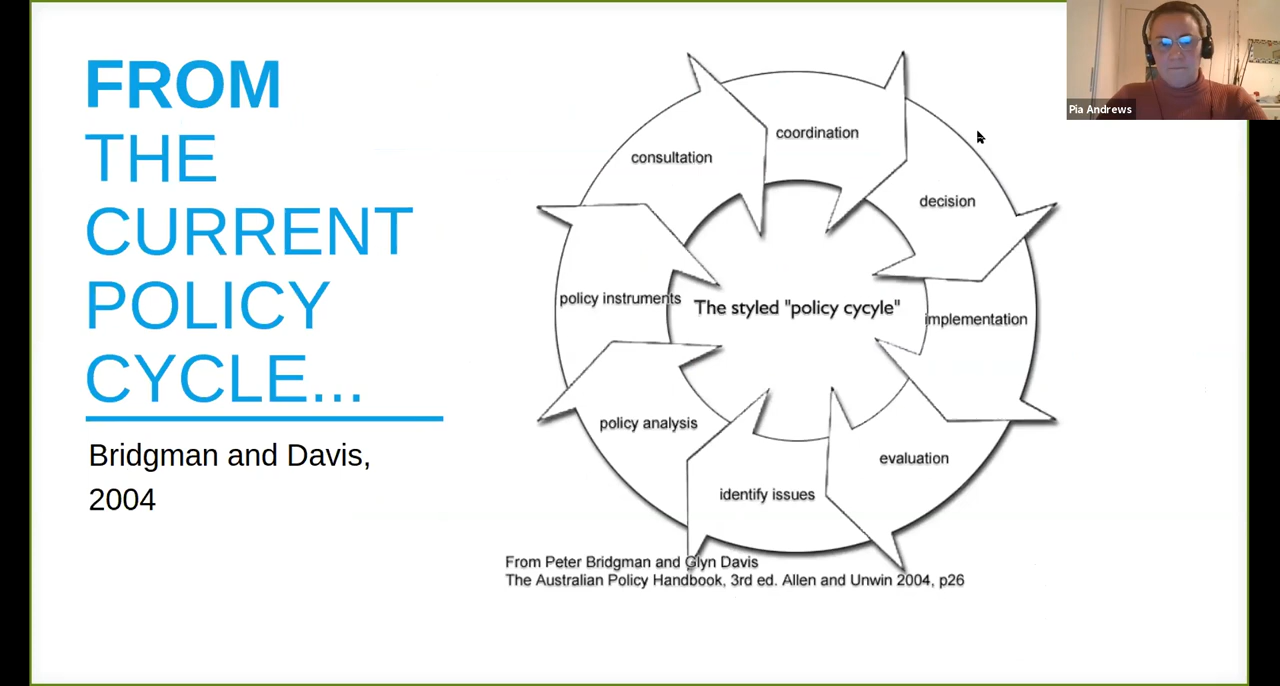 FROM
THE
CURRENT
POLICY
CYCLE...
Bridgman and Davis,
2004
coordination
consultation
decision
policy instruments
The styled "policy cycyle"
implementation
policy analysis
evaluation
identify issues
From Peter Bridgman and Glyn Davis
The Australian Policy Handbook, 3rd ed. Allen and Unwin 2004, p26
Pia Andrews